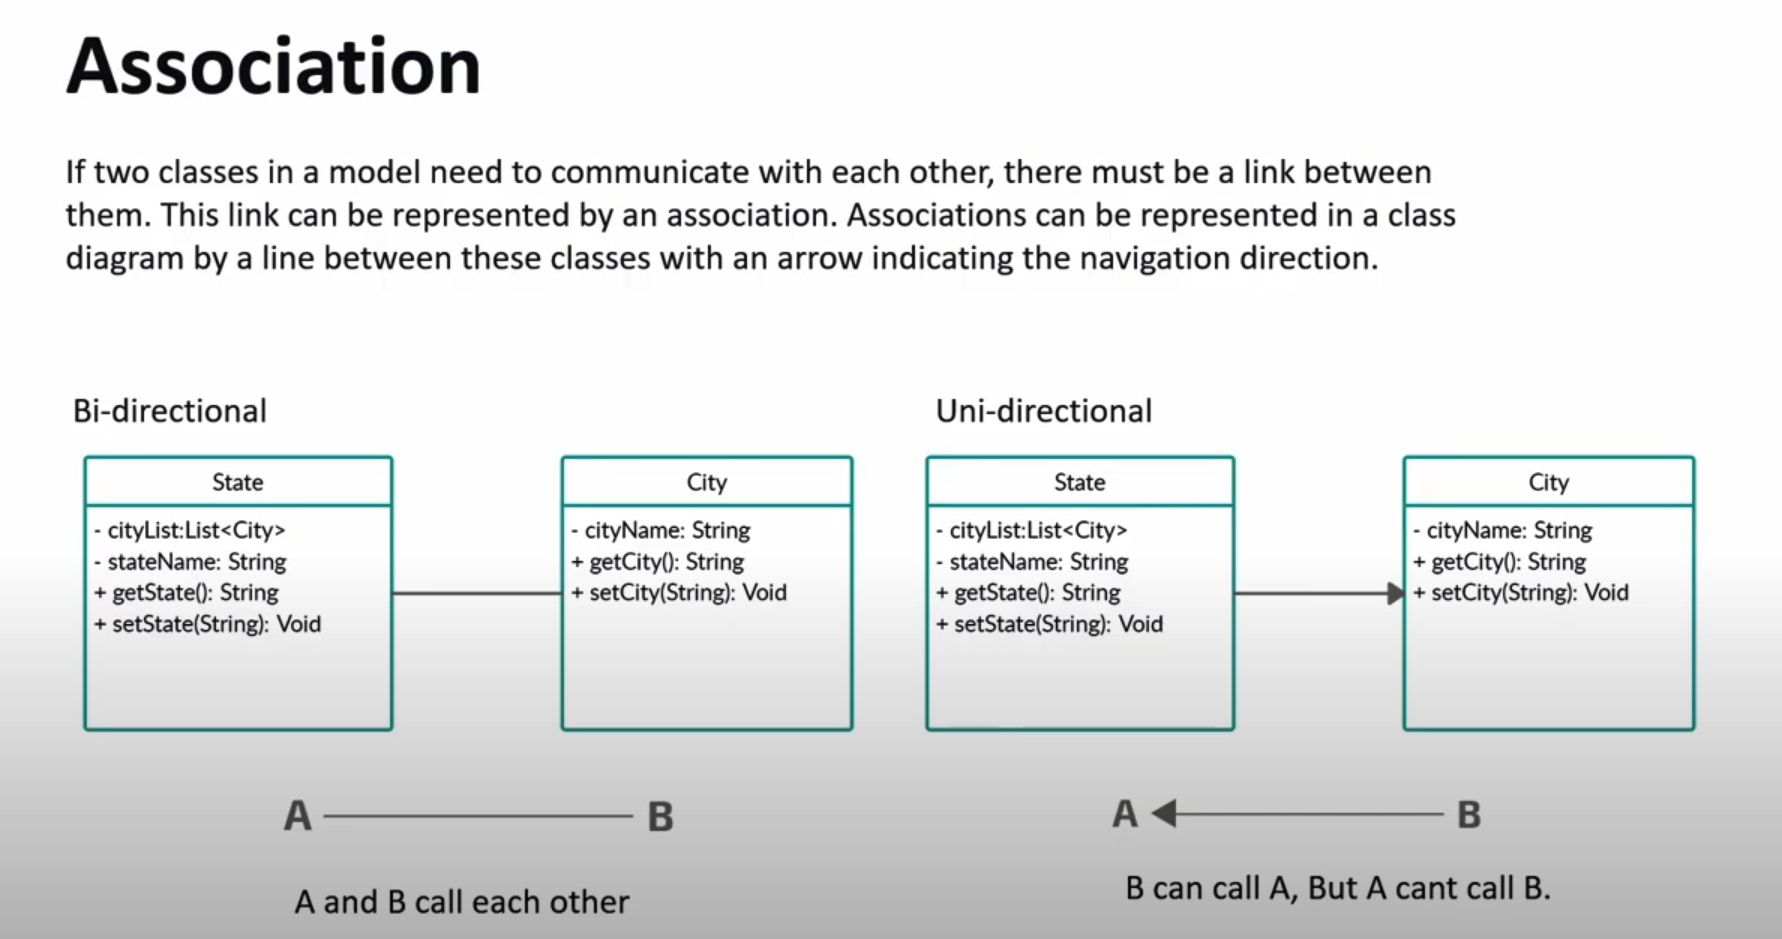 Association
If two classes in a model need to communicate with each other, there must be a link between
them. This link can be represented by an association. Associations can be represented in a class
diagram by a line between these classes with an arrow indicating the navigation direction.
Bi-directional
State
- cityList:List<City>
- stateName: String
+ getState(): String
+ setState(String): Void
City
- cityName: String
+ getCity(): String
+ setCity(String): Void
A
B
A and B call each other
Uni-directional
State
- cityList:List<City>
- stateName: String
+ getState(): String
+ setState(String): Void
City
- cityName: String
+ getCity(): String
+ setCity(String): Void
A
B
B can call A, But A cant call B.